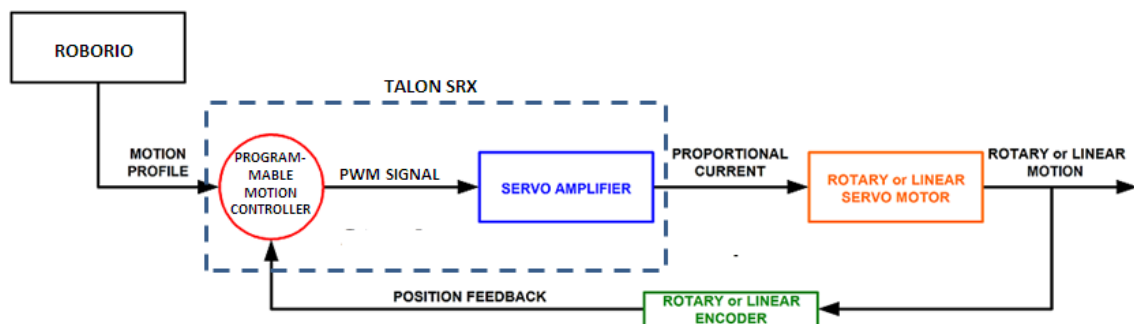 ROBORIO
TALON SRX
MOTION
PROFILE
PROGRAM-
MABLE
MOTION
CONTROLLER
PWM SIGNAL
SERVO AMPLIFIER
PROPORTIONAL
CURRENT
ROTARY or LINEAR
SERVO MOTOR
ROTARY or LINEAR
MOTION
POSITION FEEDBACK
ROTARY or LINEAR
ENCODER